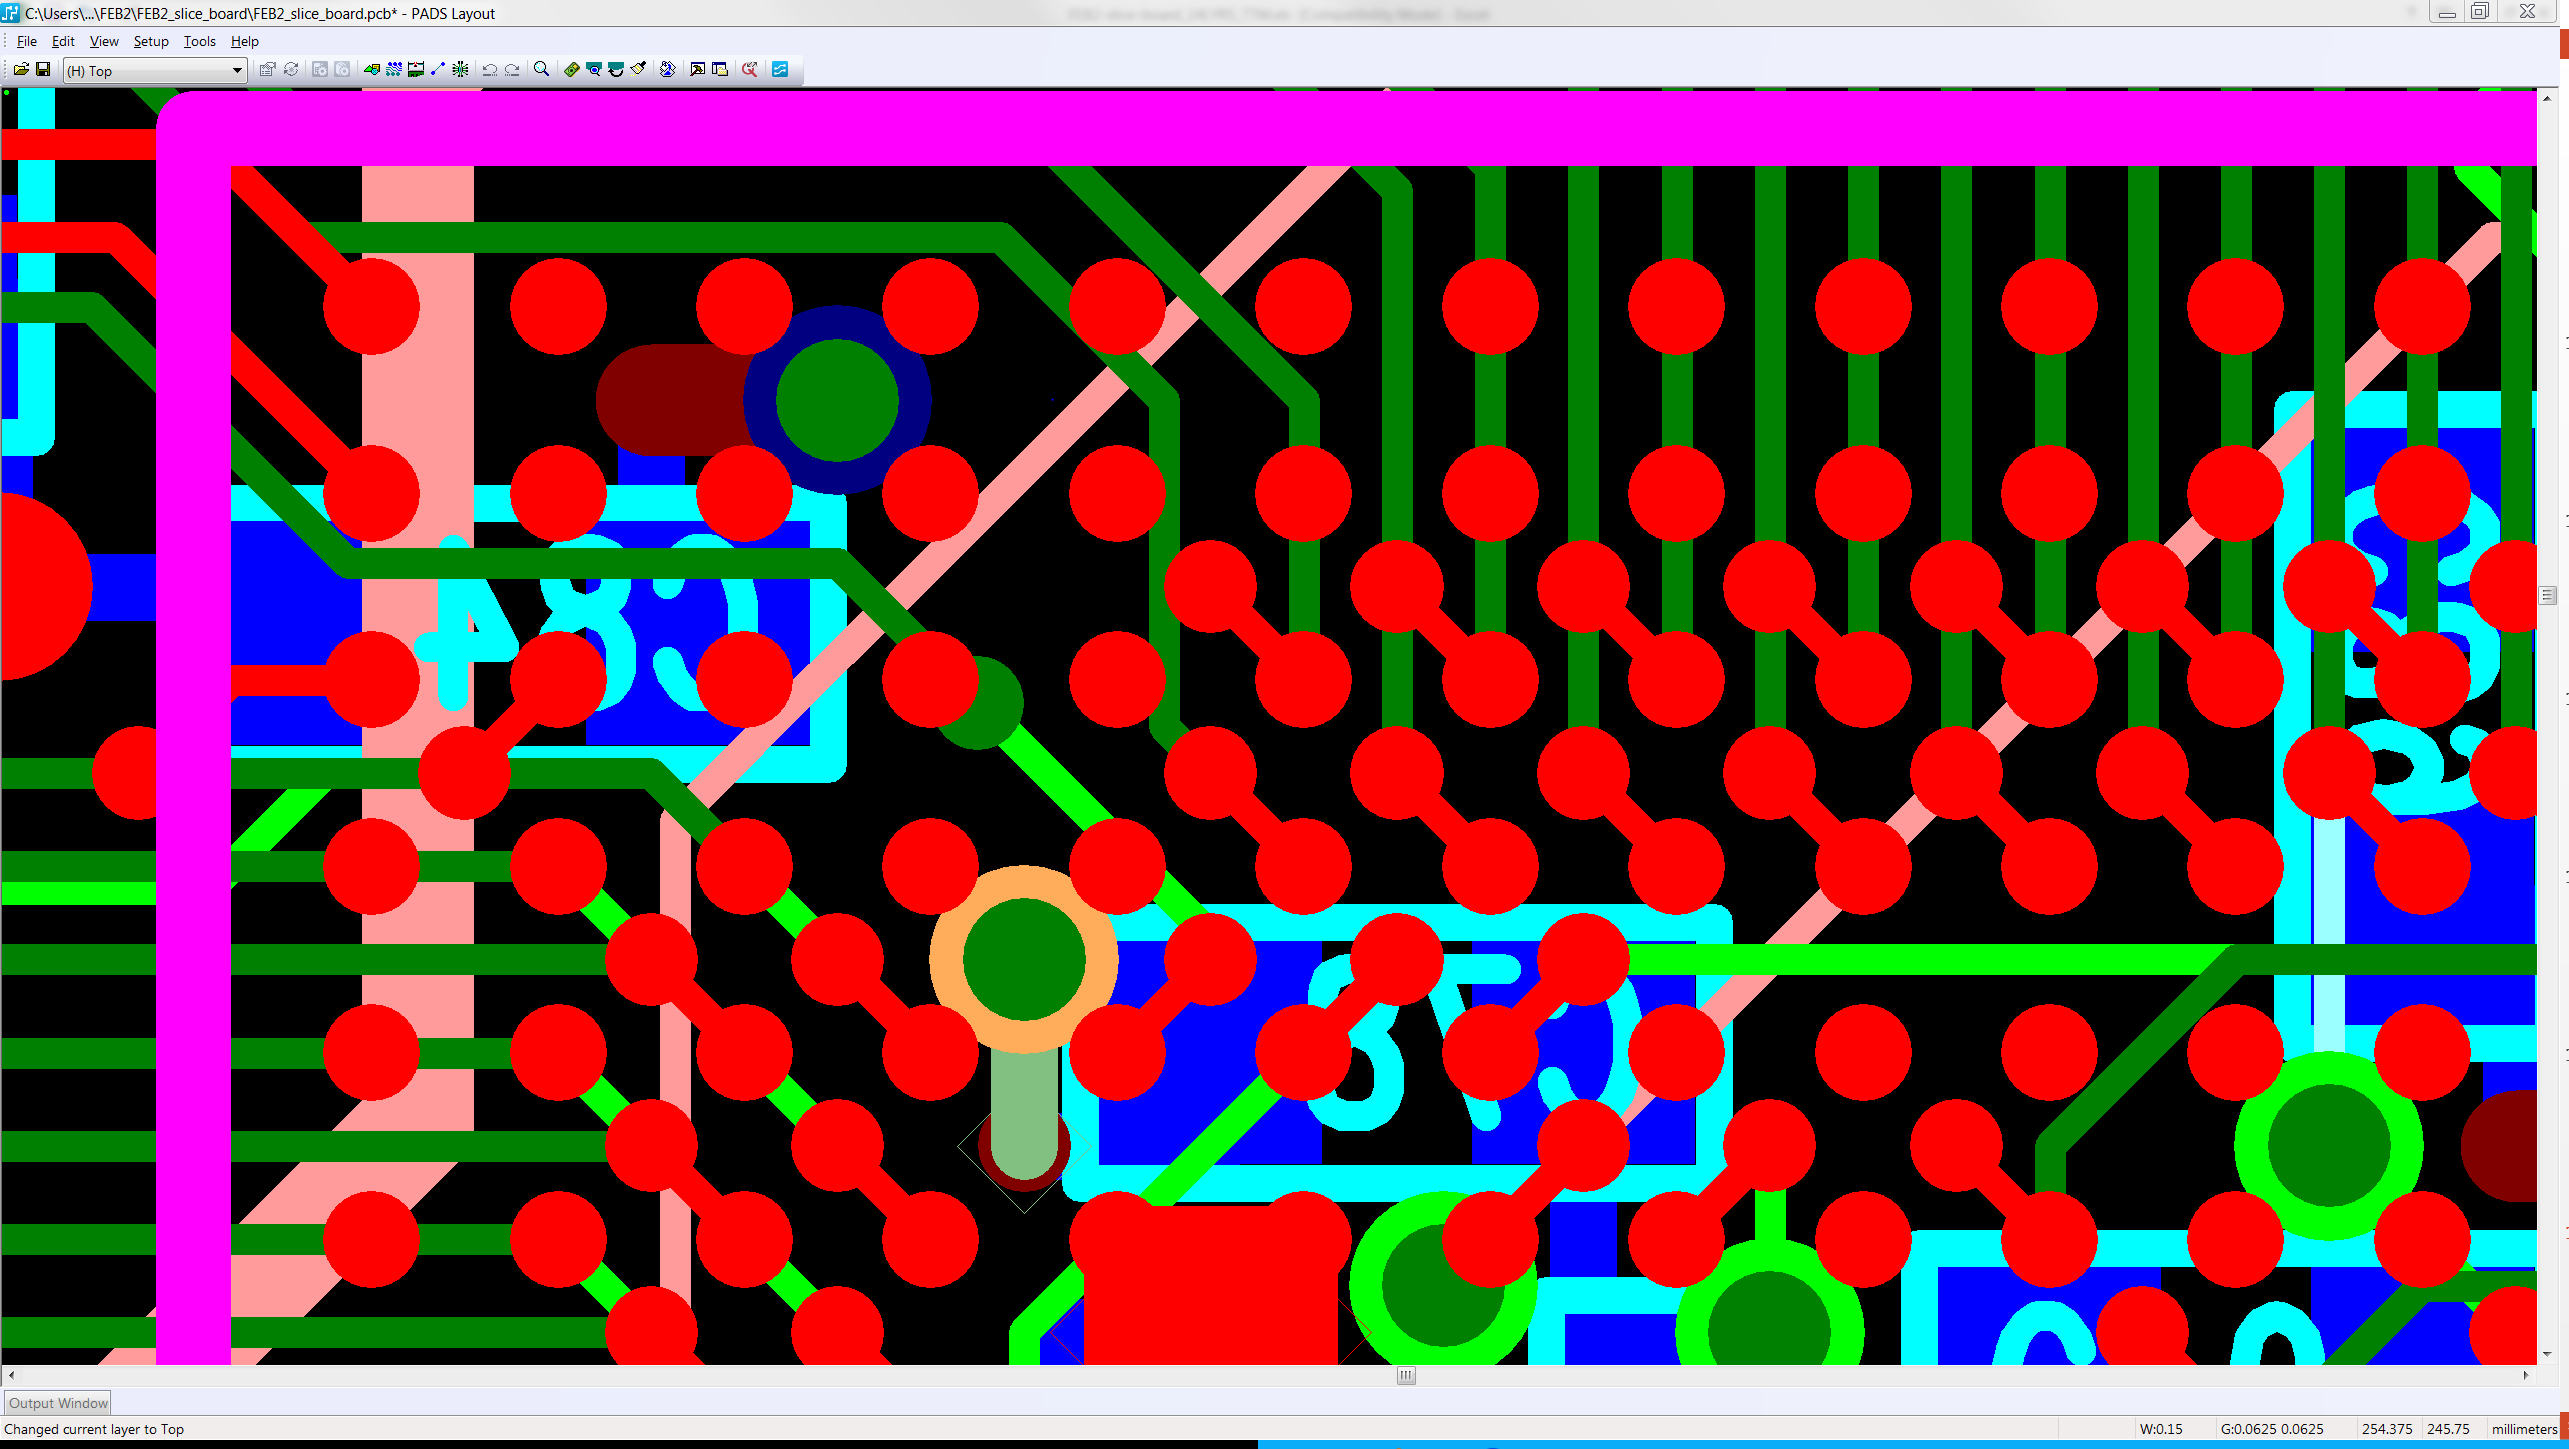 C:\Users\...\FEB2\FEB2_slice_board\FEB2_slice_board.pcb* - PADS Layout
File Edit View Setup Tools Help
(H) Top
Output Window
Changed current layer to Top
W:0.15 G:0.0625 0.0625 254.375 245.75 millimeters